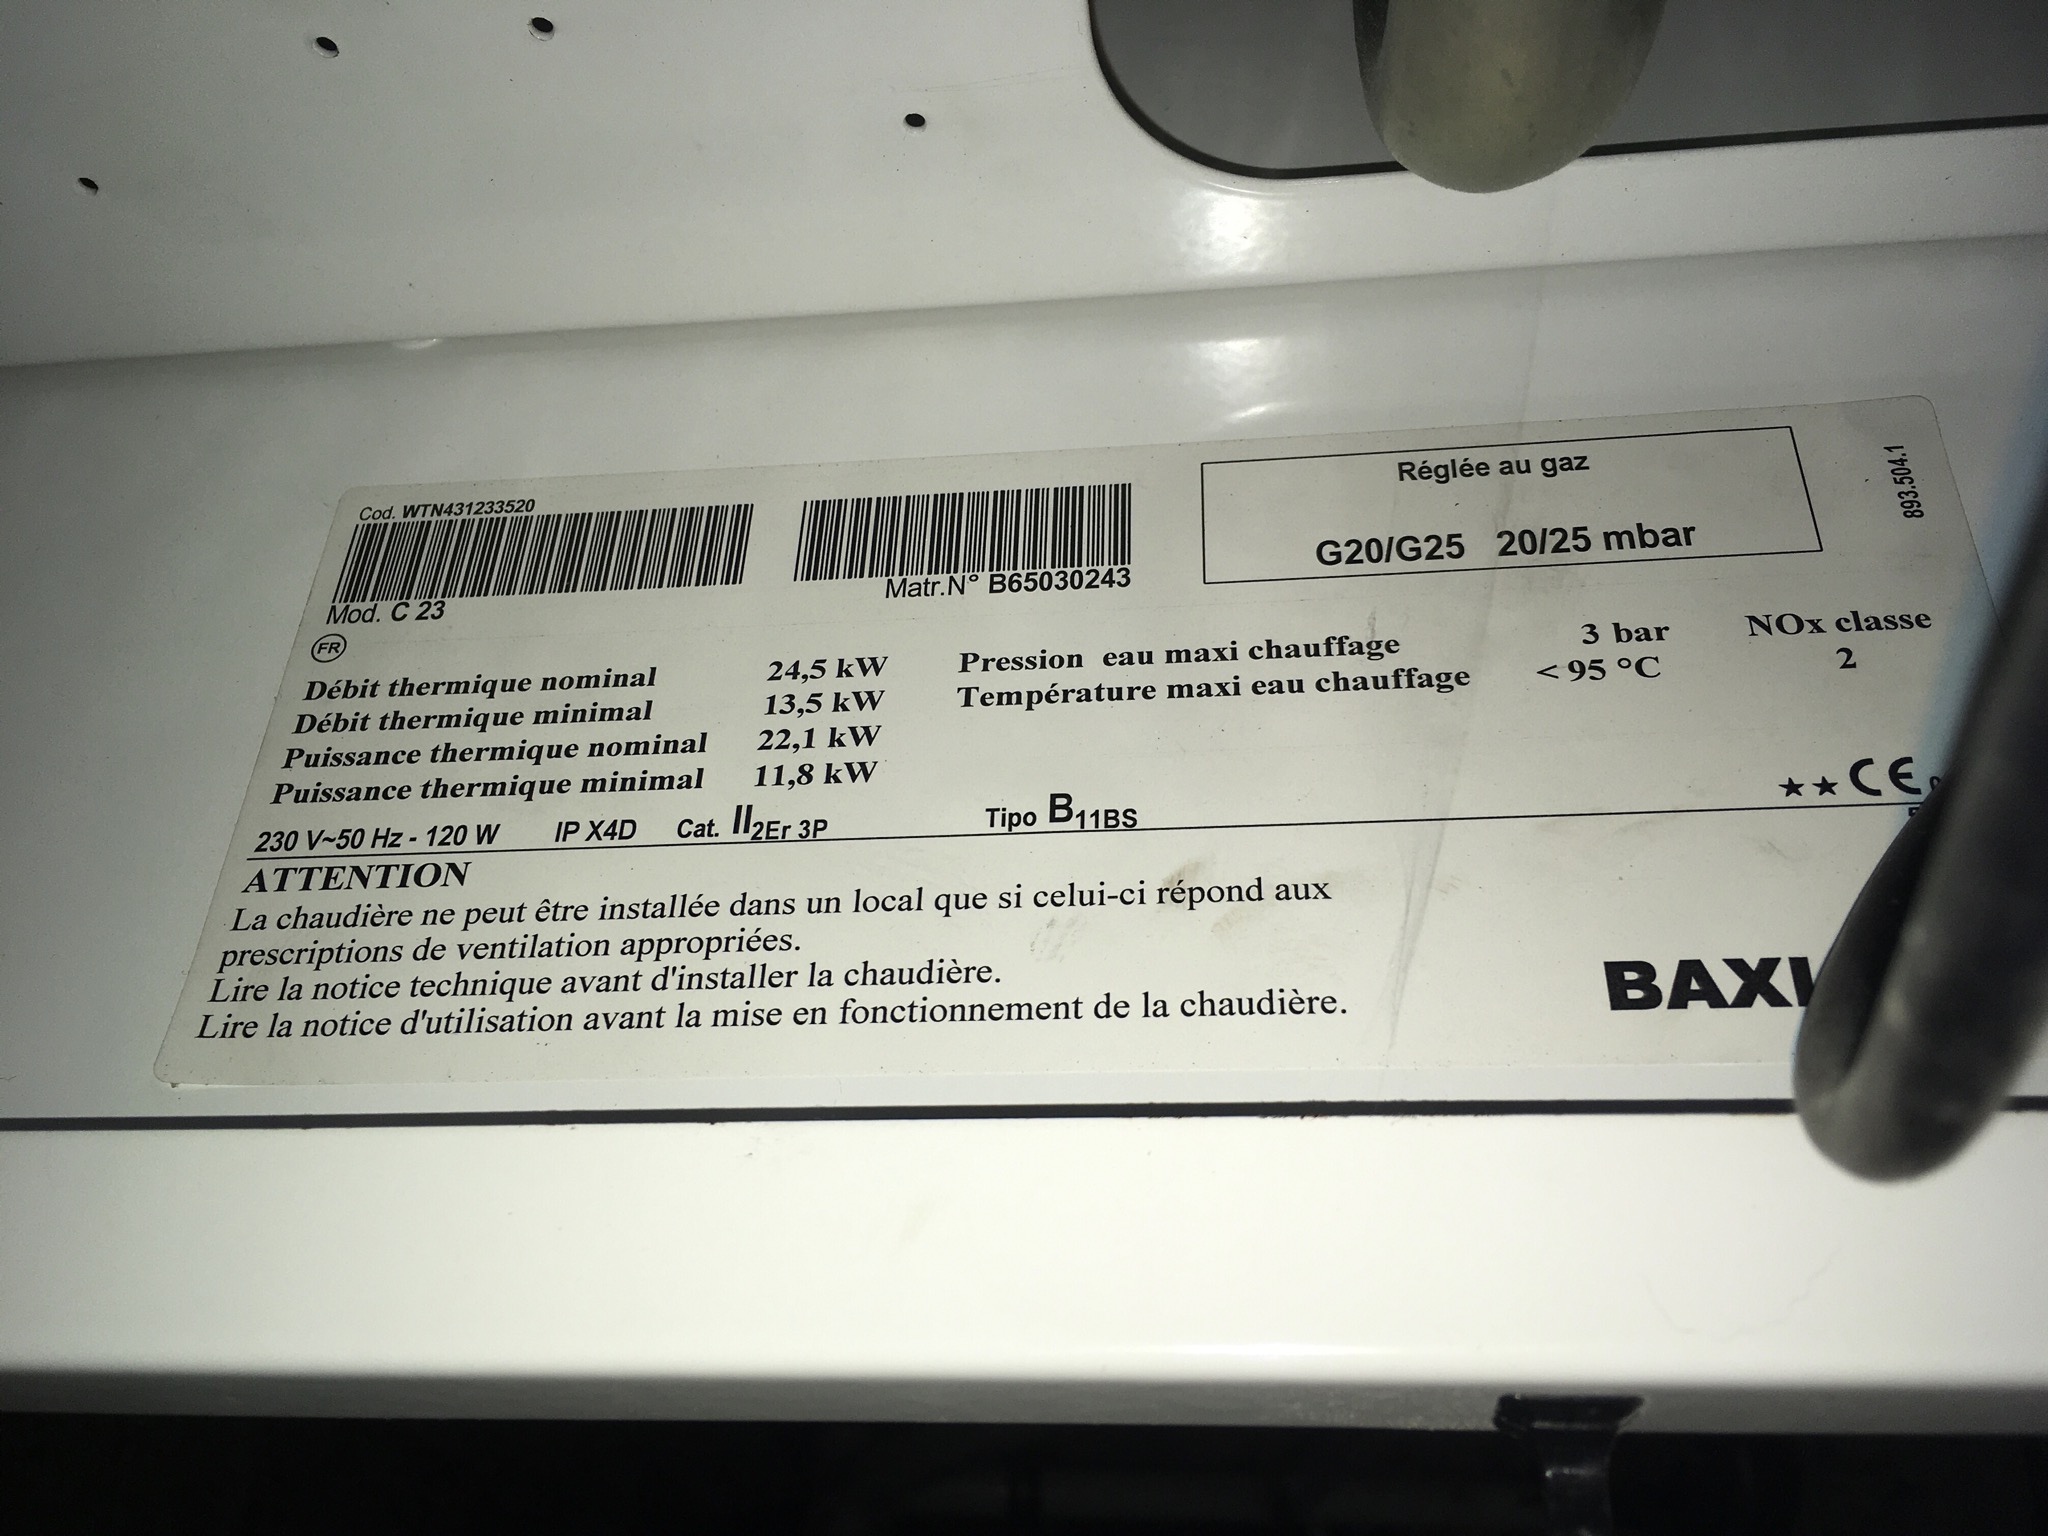 Cod. WTN431233520
Mod. C 23
Matr.N° B65030243
Réglée au gaz
G20/G25 20/25 mbar
893.504.1
FR
Débit thermique nominal 24,5 kW
Débit thermique minimal 13,5 kW
Puissance thermique nominal 22,1 kW
Puissance thermique minimal 11,8 kW
Pression eau maxi chauffage 3 bar
Température maxi eau chauffage < 95 °C
NOx classe
2
230 V~50 Hz - 120 W IP X4D Cat. II2Er 3P Tipo B11BS
★★ CE
ATTENTION
La chaudière ne peut être installée dans un local que si celui-ci répond aux
prescriptions de ventilation appropriées.
Lire la notice technique avant d'installer la chaudière.
Lire la notice d'utilisation avant la mise en fonctionnement de la chaudière.
BAXI